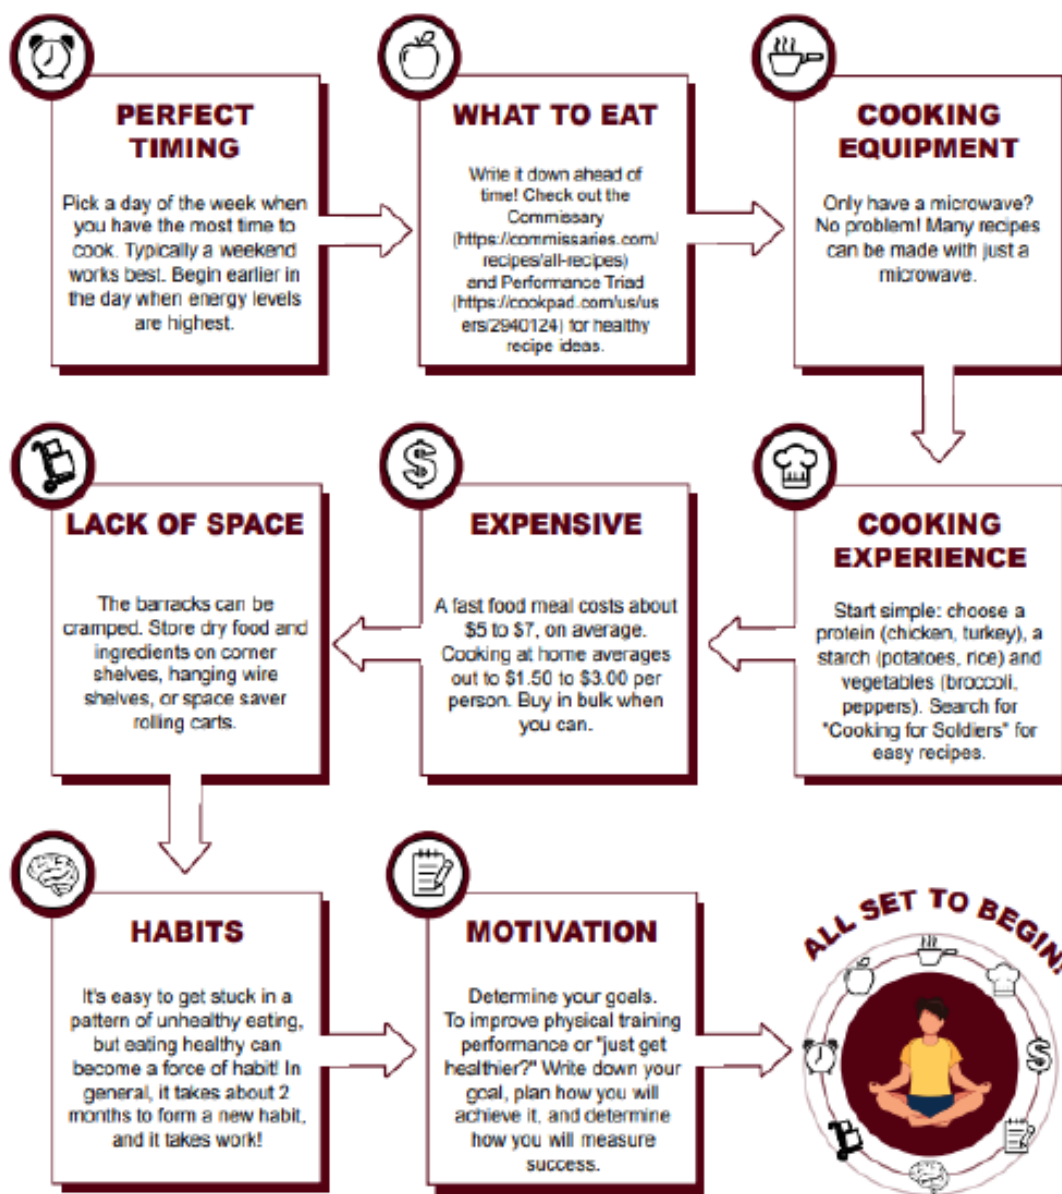 PERFECT
TIMING
Pick a day of the week when
you have the most time to
cook. Typically a weekend
works best. Begin earlier in
the day when energy levels
are highest.
WHAT TO EAT
Write it down ahead of
time! Check out the
Commissary
(https://commissaries.com/
recipes/all-recipes)
and Performance Triad
(https://cookpad.com/us/us
ers/2940124) for healthy
recipe ideas.
COOKING
EQUIPMENT
Only have a microwave?
No problem! Many recipes
can be made with just a
microwave.
COOKING
EXPERIENCE
Start simple: choose a
protein (chicken, turkey), a
starch (potatoes, rice) and
vegetables (broccoli,
peppers). Search for
"Cooking for Soldiers" for
easy recipes.
EXPENSIVE
A fast food meal costs about
$5 to $7, on average.
Cooking at home averages
out to $1.50 to $3.00 per
person. Buy in bulk when
you can.
LACK OF SPACE
The barracks can be
cramped. Store dry food and
ingredients on corner
shelves, hanging wire
shelves, or space saver
rolling carts.
HABITS
It's easy to get stuck in a
pattern of unhealthy eating,
but eating healthy can
become a force of habit! In
general, it takes about 2
months to form a new habit,
and it takes work!
MOTIVATION
Determine your goals.
To improve physical training
performance or "just get
healthier?" Write down your
goal, plan how you will
achieve it, and determine
how you will measure
success.
ALL SET TO BEGIN!